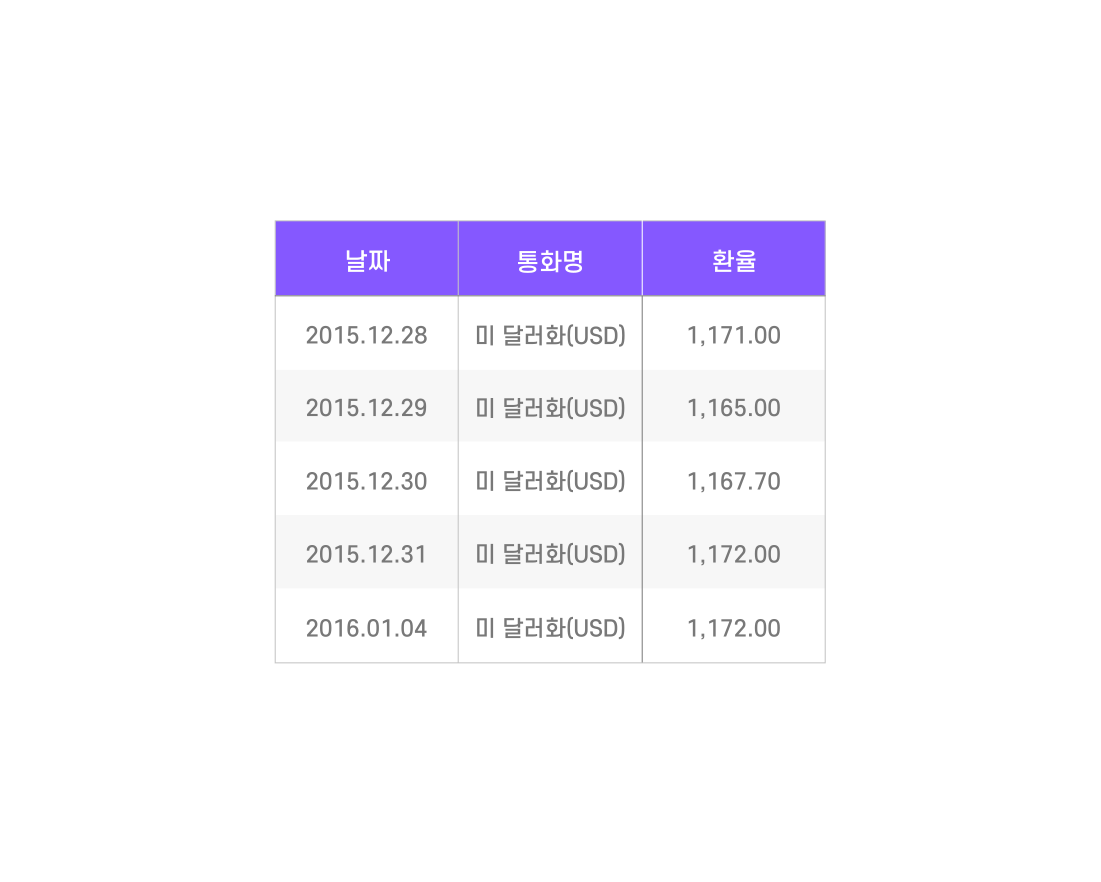 날짜 통화명 환율
2015.12.28 미 달러화(USD) 1,171.00
2015.12.29 미 달러화(USD) 1,165.00
2015.12.30 미 달러화(USD) 1,167.70
2015.12.31 미 달러화(USD) 1,172.00
2016.01.04 미 달러화(USD) 1,172.00